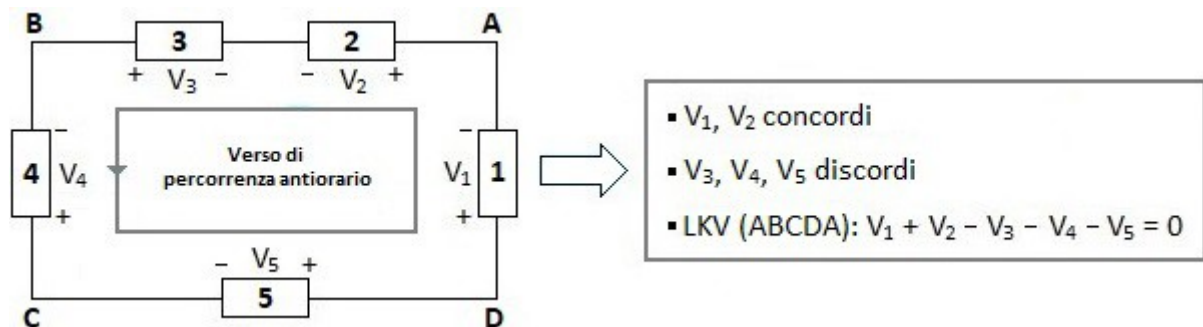 B 3 2 A
+ V₃ − − V₂ +
4 − V₄ +
Verso di
percorrenza antiorario
− V₁ + 1
− V₅ +
5
C D
▪ V₁, V₂ concordi
▪ V₃, V₄, V₅ discordi
▪ LKV (ABCDA): V₁ + V₂ − V₃ − V₄ − V₅ = 0